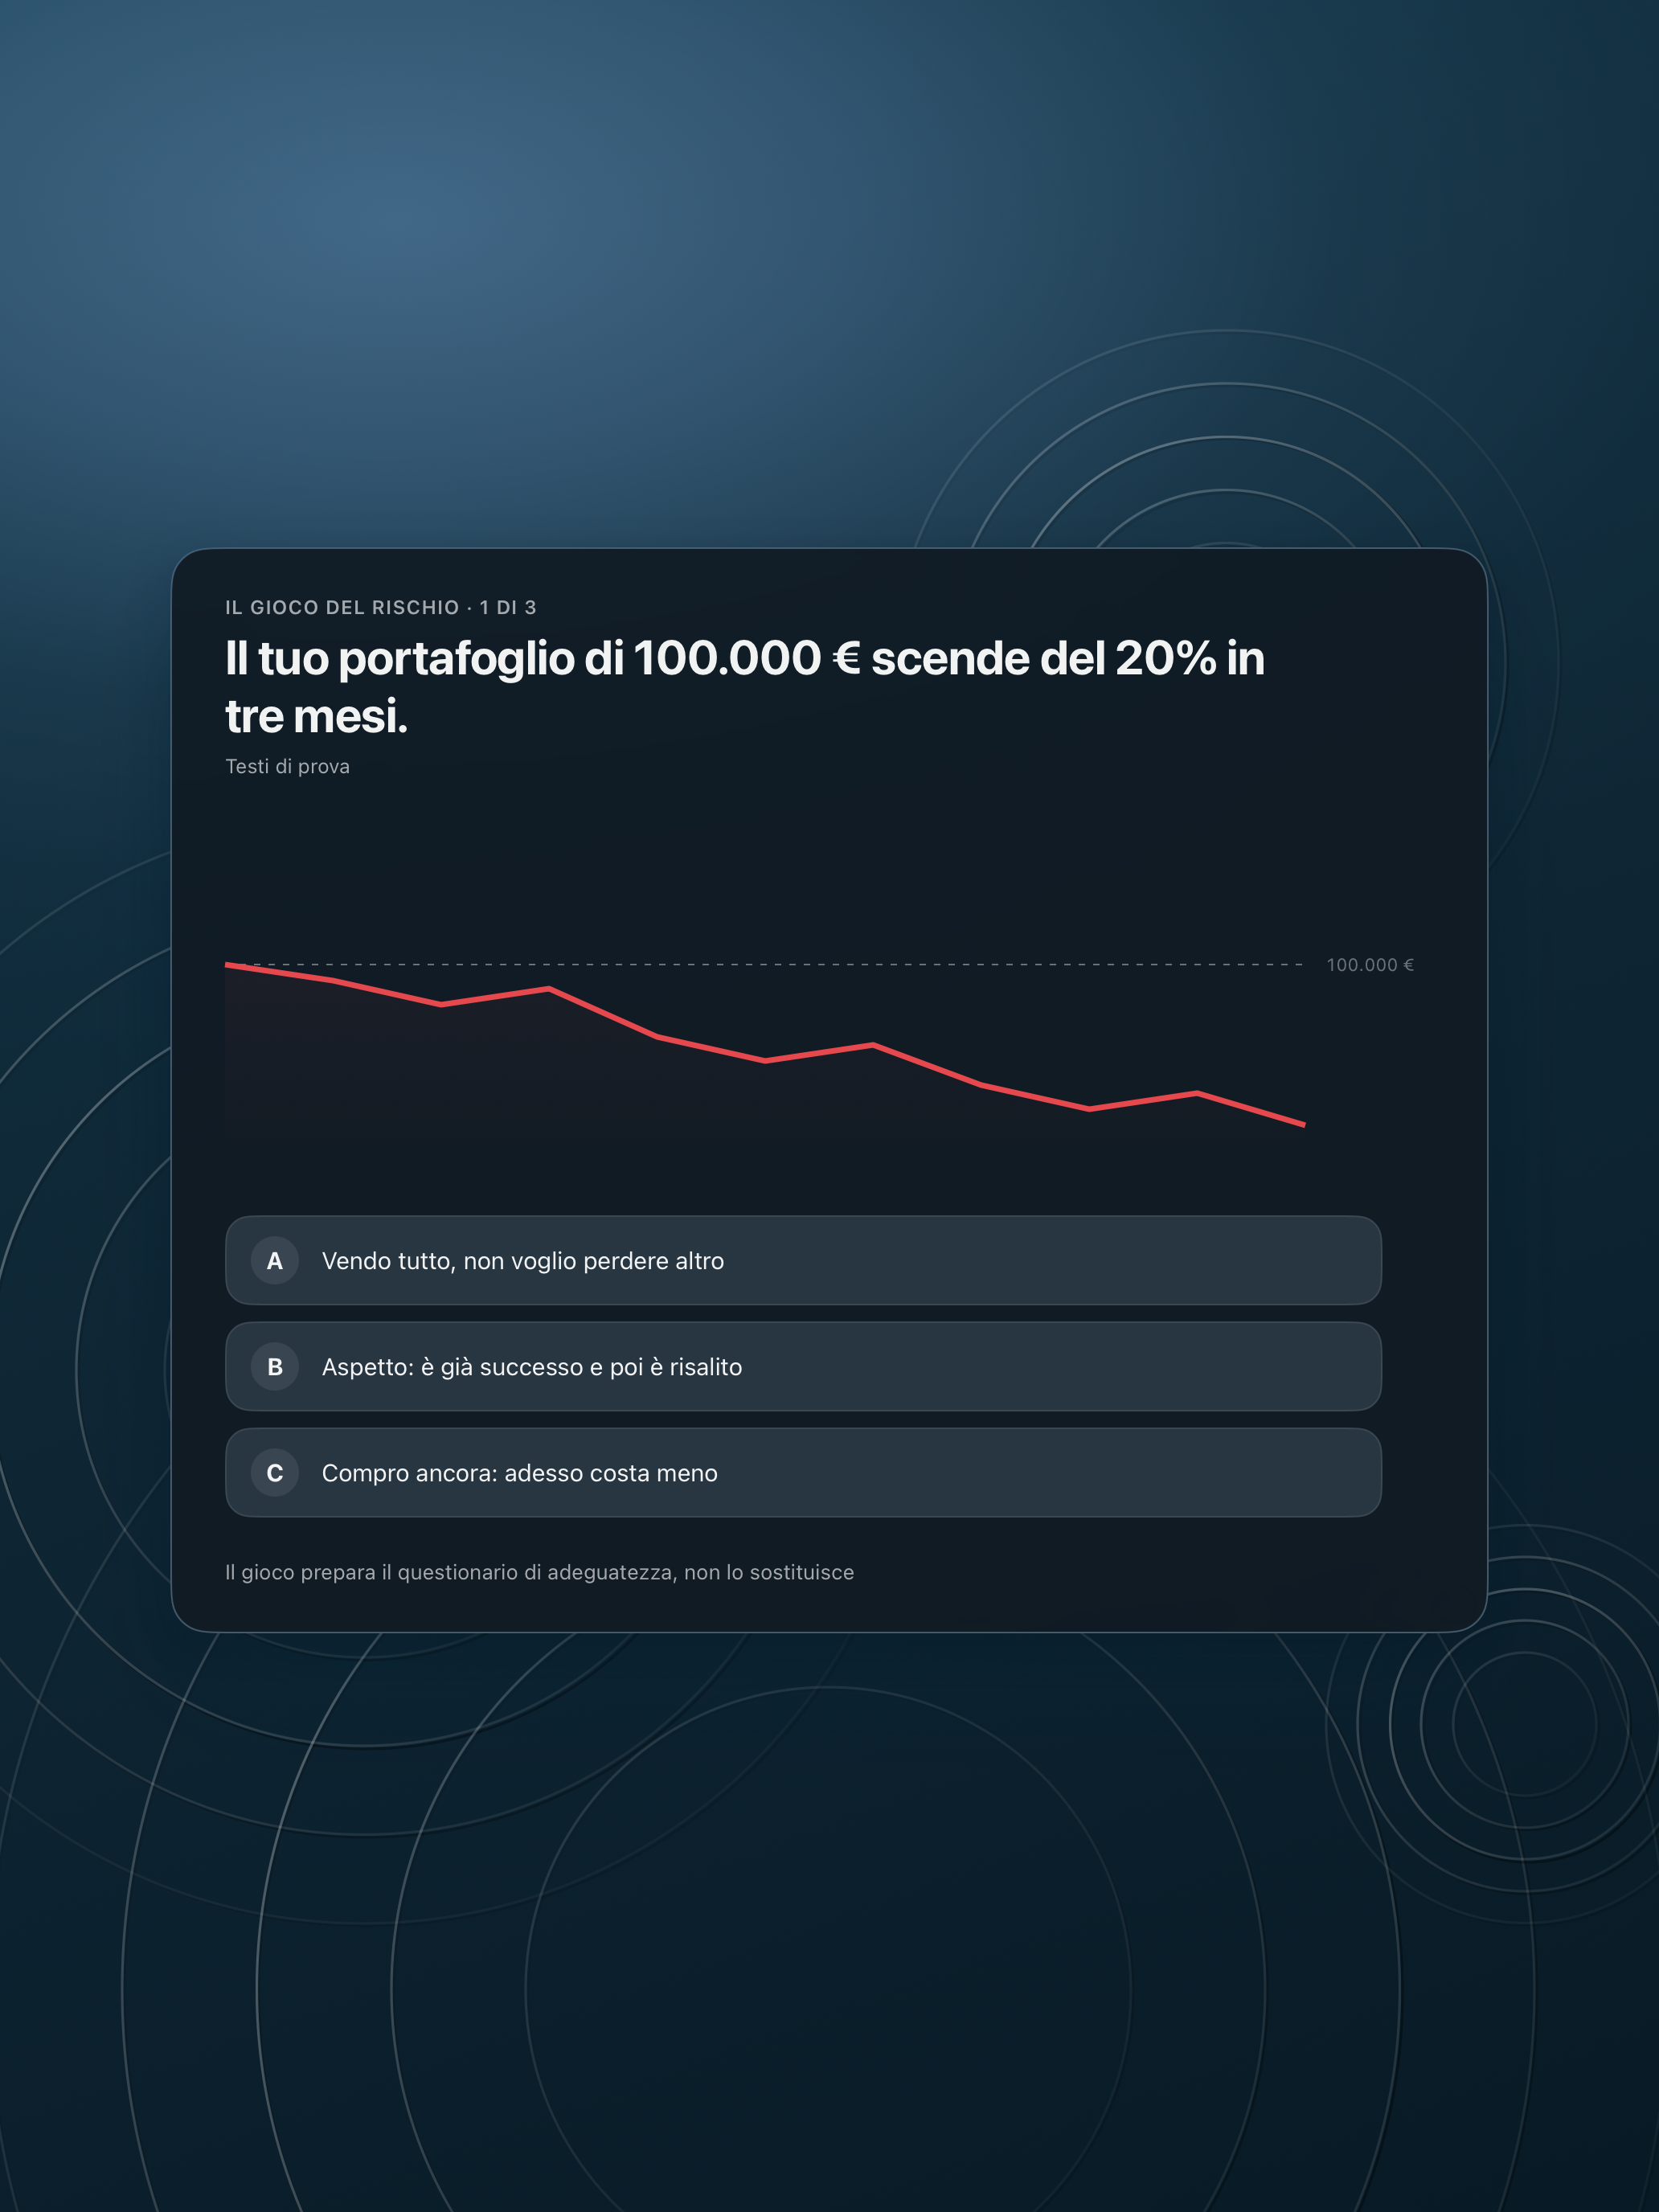 IL GIOCO DEL RISCHIO · 1 DI 3
Il tuo portafoglio di 100.000 € scende del 20% in
tre mesi.
Testi di prova
100.000 €
A Vendo tutto, non voglio perdere altro
B Aspetto: è già successo e poi è risalito
C Compro ancora: adesso costa meno
Il gioco prepara il questionario di adeguatezza, non lo sostituisce